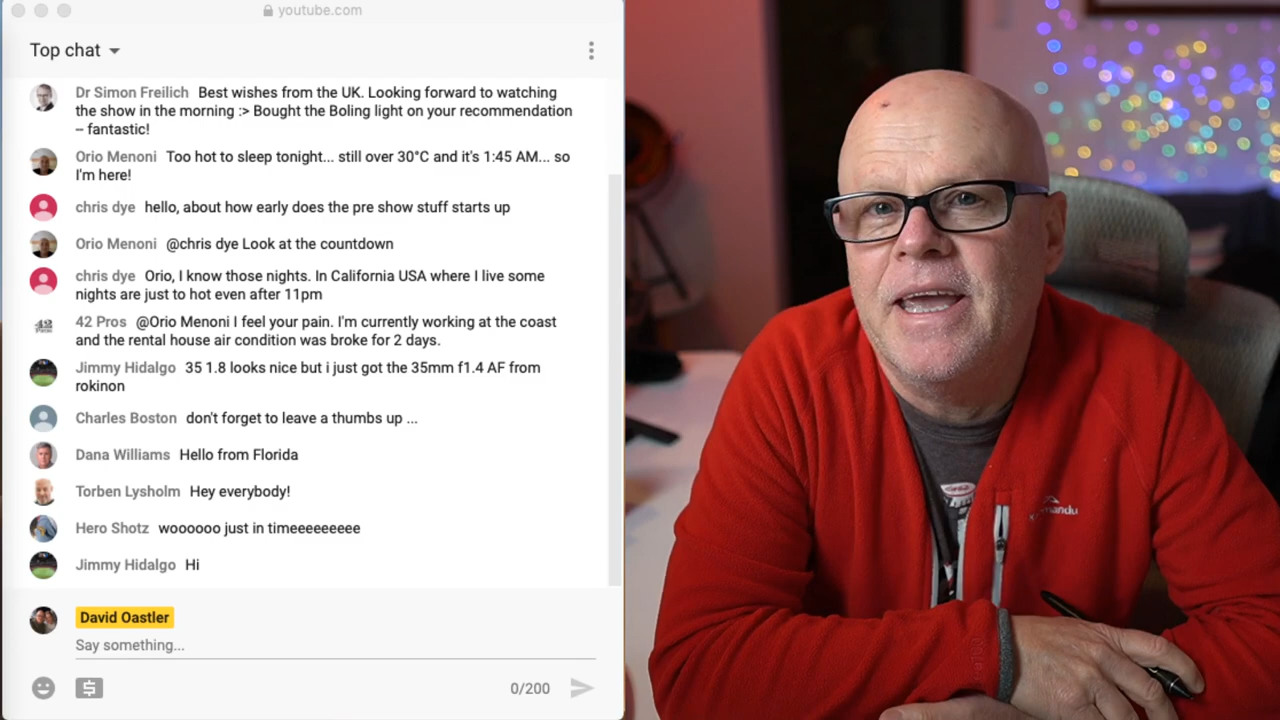 youtube.com
Top chat
Dr Simon Freilich Best wishes from the UK. Looking forward to watching
the show in the morning :> Bought the Boling light on your recommendation
-- fantastic!
Orio Menoni Too hot to sleep tonight... still over 30°C and it's 1:45 AM... so
I'm here!
chris dye hello, about how early does the pre show stuff starts up
Orio Menoni @chris dye Look at the countdown
chris dye Orio, I know those nights. In California USA where I live some
nights are just to hot even after 11pm
42 Pros @Orio Menoni I feel your pain. I'm currently working at the coast
and the rental house air condition was broke for 2 days.
Jimmy Hidalgo 35 1.8 looks nice but i just got the 35mm f1.4 AF from
rokinon
Charles Boston don't forget to leave a thumbs up ...
Dana Williams Hello from Florida
Torben Lysholm Hey everybody!
Hero Shotz woooooo just in timeeeeeeeee
Jimmy Hidalgo Hi
David Oastler
Say something...
0/200